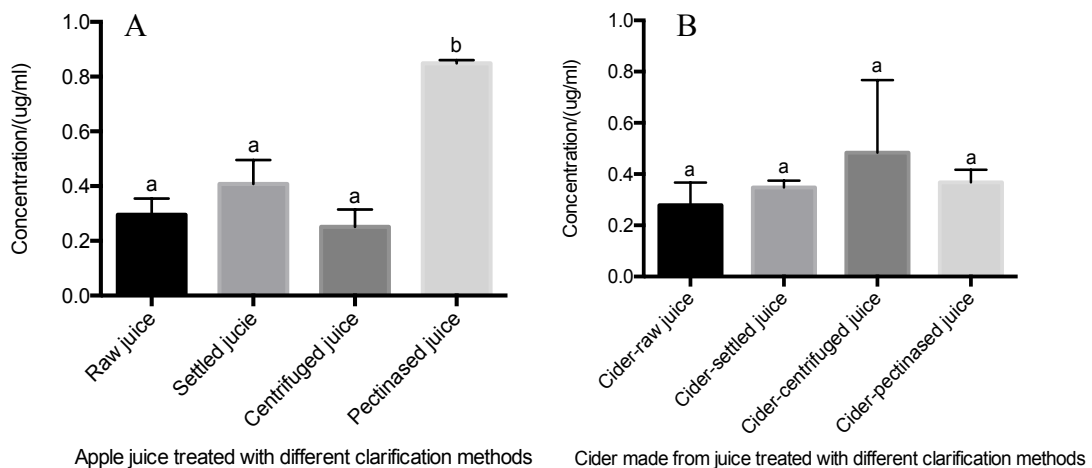 A
Concentration/(ug/ml)
1.0
0.8
0.6
0.4
0.2
0.0
a
a
a
b
Raw juice
Settled jucie
Centrifuged juice
Pectinased juice
Apple juice treated with different clarification methods
B
Concentration/(ug/ml)
1.0
0.8
0.6
0.4
0.2
0.0
a
a
a
a
Cider-raw juice
Cider-settled juice
Cider-centrifuged juice
Cider-pectinased juice
Cider made from juice treated with different clarification methods